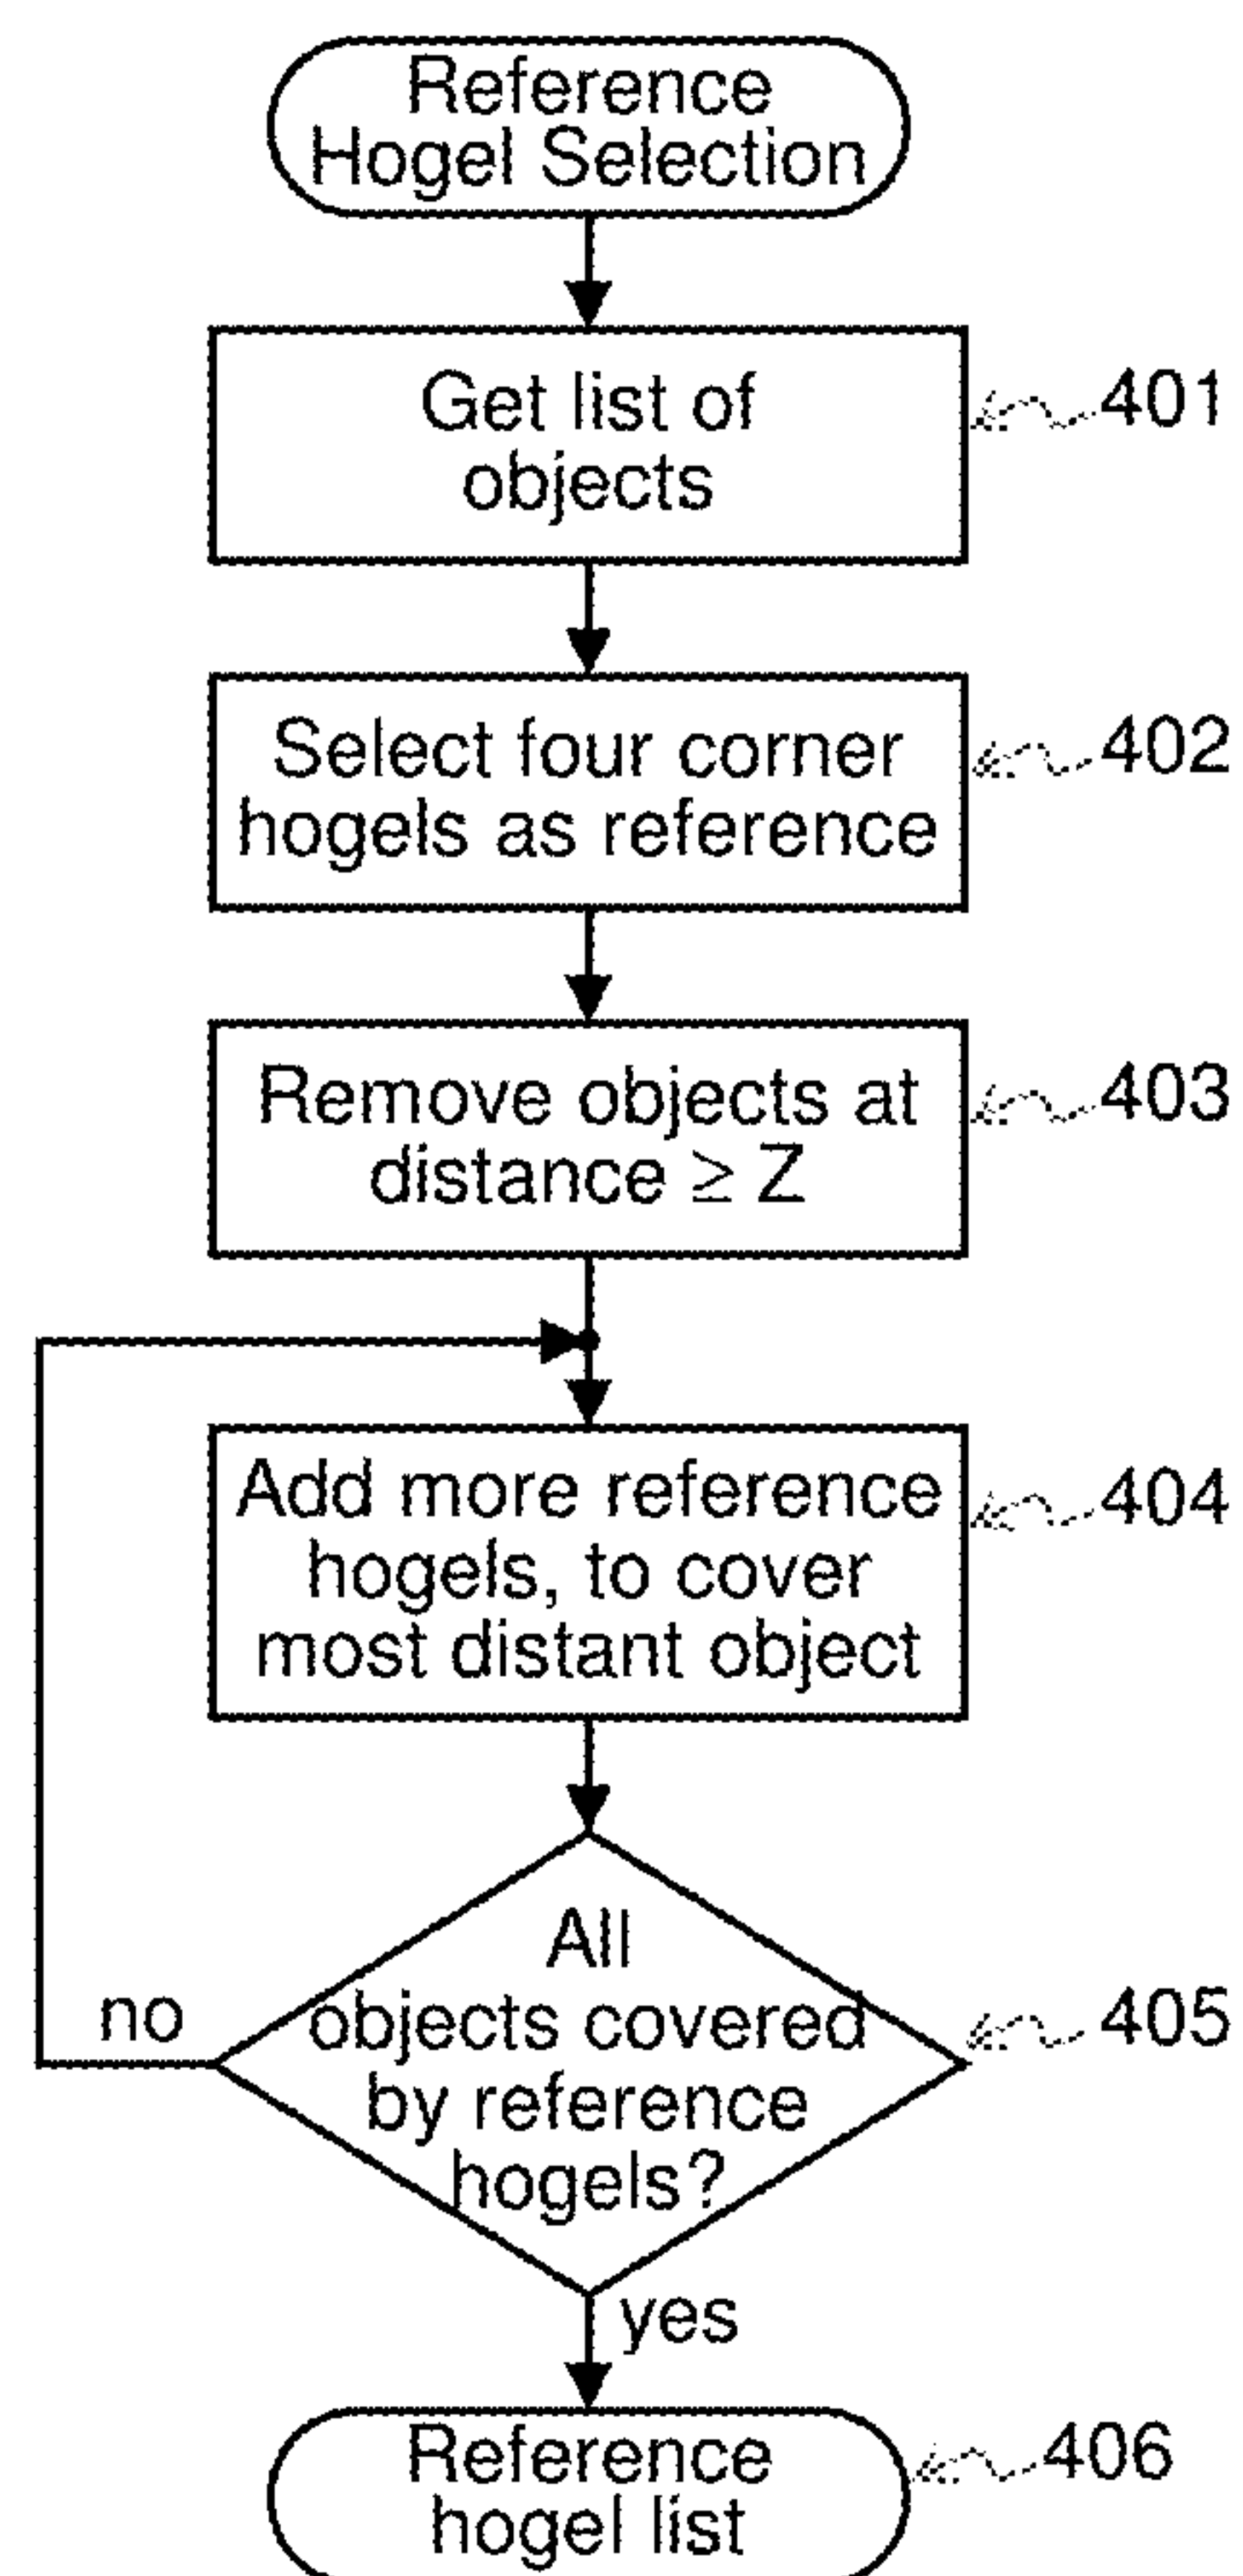 Reference
Hogel Selection
Get list of
objects
401
Select four corner
hogels as reference
402
Remove objects at
distance ≥ Z
403
Add more reference
hogels, to cover
most distant object
404
All
objects covered
by reference
hogels?
405
no
yes
Reference
hogel list
406